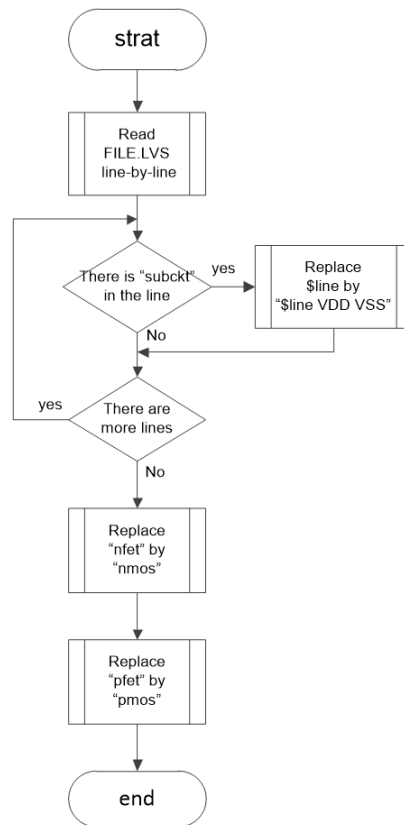 strat
Read
FILE.LVS
line-by-line
There is “subckt”
in the line
yes
Replace
$line by
“$line VDD VSS”
No
yes
There are
more lines
No
Replace
“nfet” by
“nmos”
Replace
“pfet” by
“pmos”
end